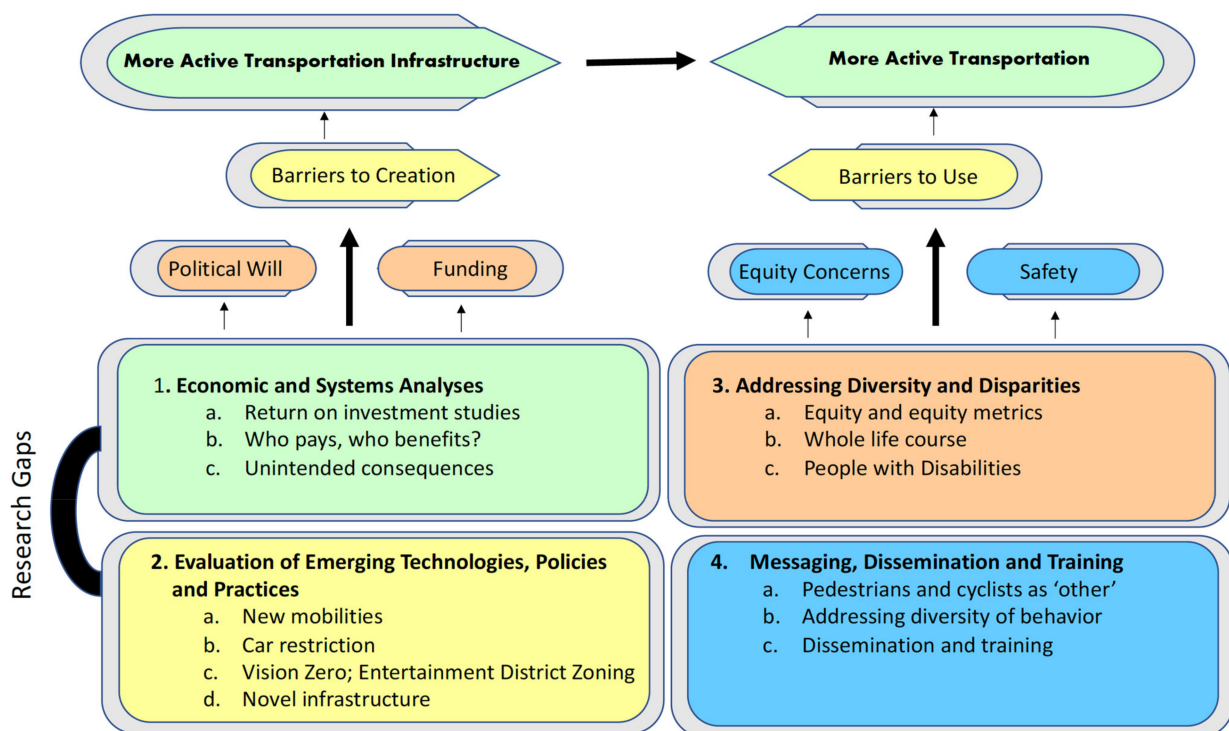 More Active Transportation Infrastructure
More Active Transportation
Barriers to Creation
Barriers to Use
Political Will
Funding
Equity Concerns
Safety
Research Gaps
1. Economic and Systems Analyses
a. Return on investment studies
b. Who pays, who benefits?
c. Unintended consequences
2. Evaluation of Emerging Technologies, Policies
and Practices
a. New mobilities
b. Car restriction
c. Vision Zero; Entertainment District Zoning
d. Novel infrastructure
3. Addressing Diversity and Disparities
a. Equity and equity metrics
b. Whole life course
c. People with Disabilities
4. Messaging, Dissemination and Training
a. Pedestrians and cyclists as ‘other’
b. Addressing diversity of behavior
c. Dissemination and training